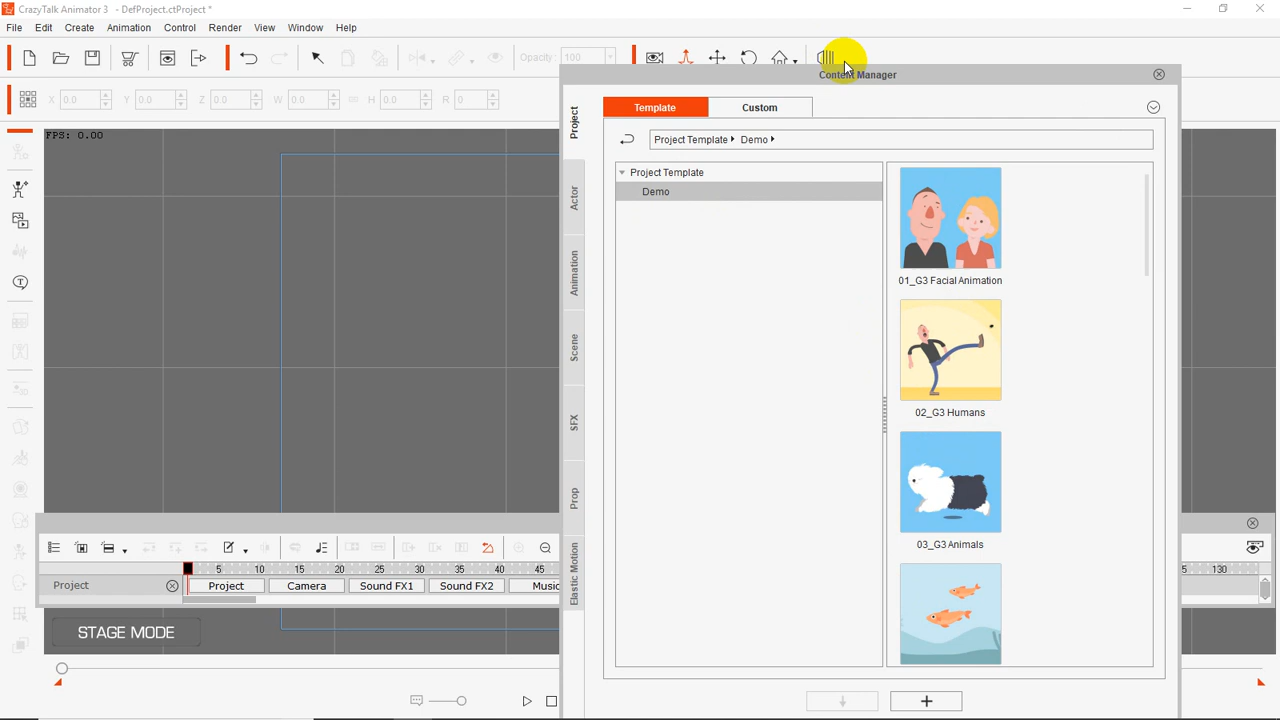 CrazyTalk Animator 3 - DefProject.ctProject *
File Edit Create Animation Control Render View Window Help
Opacity: 100
X 0.0 Y 0.0 Z 0.0 W 0.0 H 0.0 R 0
FPS: 0.00
Content Manager
Template Custom
Project Template Demo
Project Template
Demo
Project
Actor
Animation
Scene
SFX
Prop
Elastic Motion
01_G3 Facial Animation
02_G3 Humans
03_G3 Animals
5 10 15 20 25 30 35 40 45 5 130
Project Project Camera Sound FX1 Sound FX2 Music
STAGE MODE